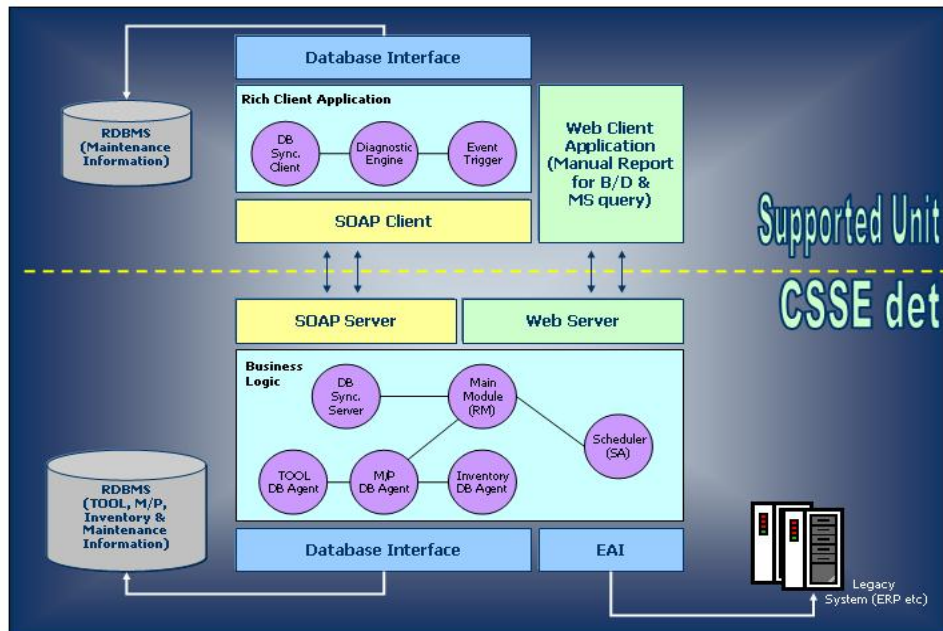 Database Interface
Rich Client Application
DB
Sync.
Client
Diagnostic
Engine
Event
Trigger
RDBMS
(Maintenance
Information)
Web Client
Application
(Manual Report
for B/D &
MS query)
SOAP Client
Supported Unit
CSSE det
SOAP Server
Web Server
Business
Logic
DB
Sync.
Server
Main
Module
(RM)
Scheduler
(SA)
TOOL
DB Agent
M/P
DB Agent
Inventory
DB Agent
RDBMS
(TOOL, M/P,
Inventory &
Maintenance
Information)
Database Interface
EAI
Legacy
System (ERP etc)